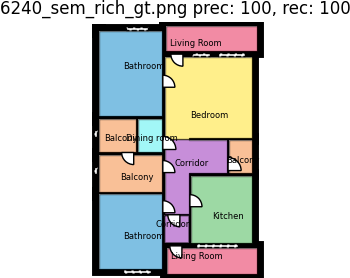 6240_sem_rich_gt.png prec: 100, rec: 100
Living Room
Bathroom
Bedroom
Balcony
Dining room
Corridor
Balcony
Balcony
Kitchen
Corridor
Bathroom
Living Room